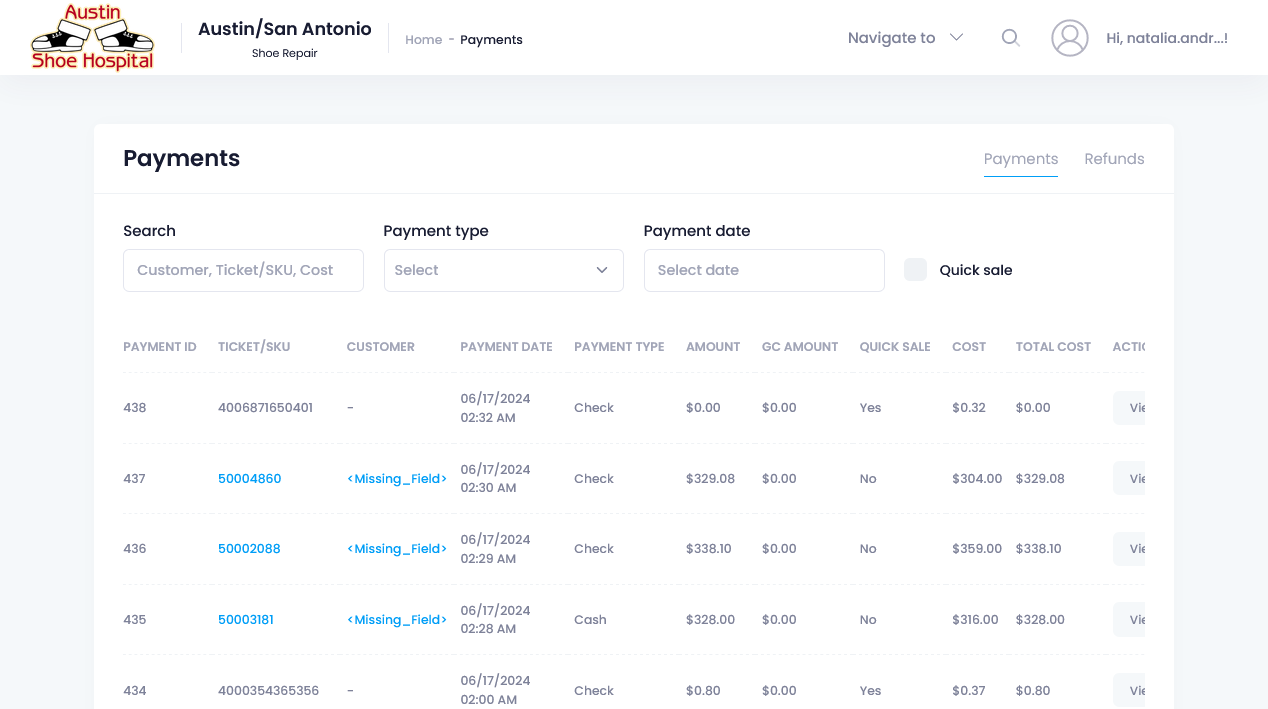 Austin
Shoe Hospital
Austin/San Antonio
Shoe Repair
Home - Payments
Navigate to
Hi, natalia.andr...!
Payments
Payments Refunds
Search Payment type Payment date
Customer, Ticket/SKU, Cost Select Select date Quick sale
PAYMENT ID TICKET/SKU CUSTOMER PAYMENT DATE PAYMENT TYPE AMOUNT GC AMOUNT QUICK SALE COST TOTAL COST ACTIC
438 4006871650401 - 06/17/2024 02:32 AM Check $0.00 $0.00 Yes $0.32 $0.00 Vie
437 50004860 <Missing_Field> 06/17/2024 02:30 AM Check $329.08 $0.00 No $304.00 $329.08 Vie
436 50002088 <Missing_Field> 06/17/2024 02:29 AM Check $338.10 $0.00 No $359.00 $338.10 Vie
435 50003181 <Missing_Field> 06/17/2024 02:28 AM Cash $328.00 $0.00 No $316.00 $328.00 Vie
434 4000354365356 - 06/17/2024 02:00 AM Check $0.80 $0.00 Yes $0.37 $0.80 Vie